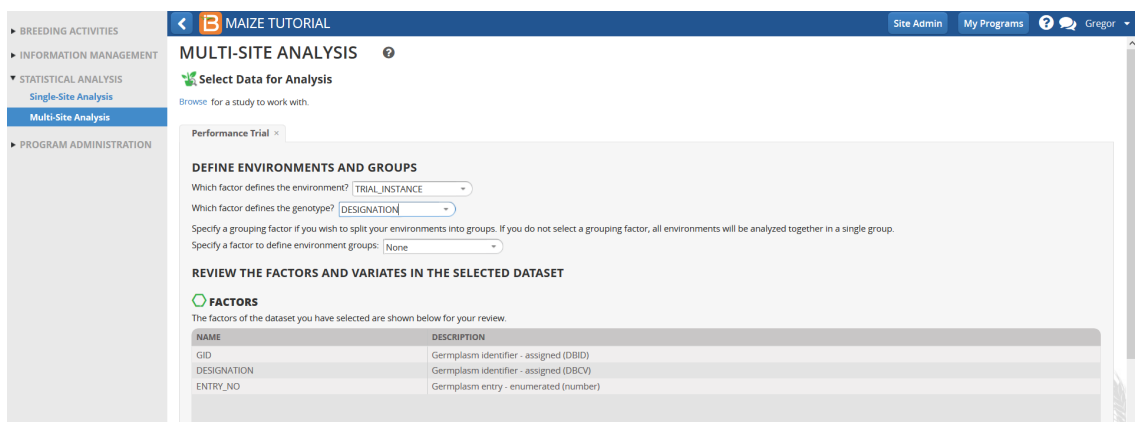 MAIZE TUTORIAL
Site Admin
My Programs
Gregor
BREEDING ACTIVITIES
INFORMATION MANAGEMENT
STATISTICAL ANALYSIS
Single-Site Analysis
Multi-Site Analysis
PROGRAM ADMINISTRATION
MULTI-SITE ANALYSIS
Select Data for Analysis
Browse for a study to work with.
Performance Trial ×
DEFINE ENVIRONMENTS AND GROUPS
Which factor defines the environment? TRIAL_INSTANCE
Which factor defines the genotype? DESIGNATION
Specify a grouping factor if you wish to split your environments into groups. If you do not select a grouping factor, all environments will be analyzed together in a single group.
Specify a factor to define environment groups: None
REVIEW THE FACTORS AND VARIATES IN THE SELECTED DATASET
FACTORS
The factors of the dataset you have selected are shown below for your review.
NAME DESCRIPTION
GID Germplasm identifier - assigned (DBID)
DESIGNATION Germplasm identifier - assigned (DBCV)
ENTRY_NO Germplasm entry - enumerated (number)